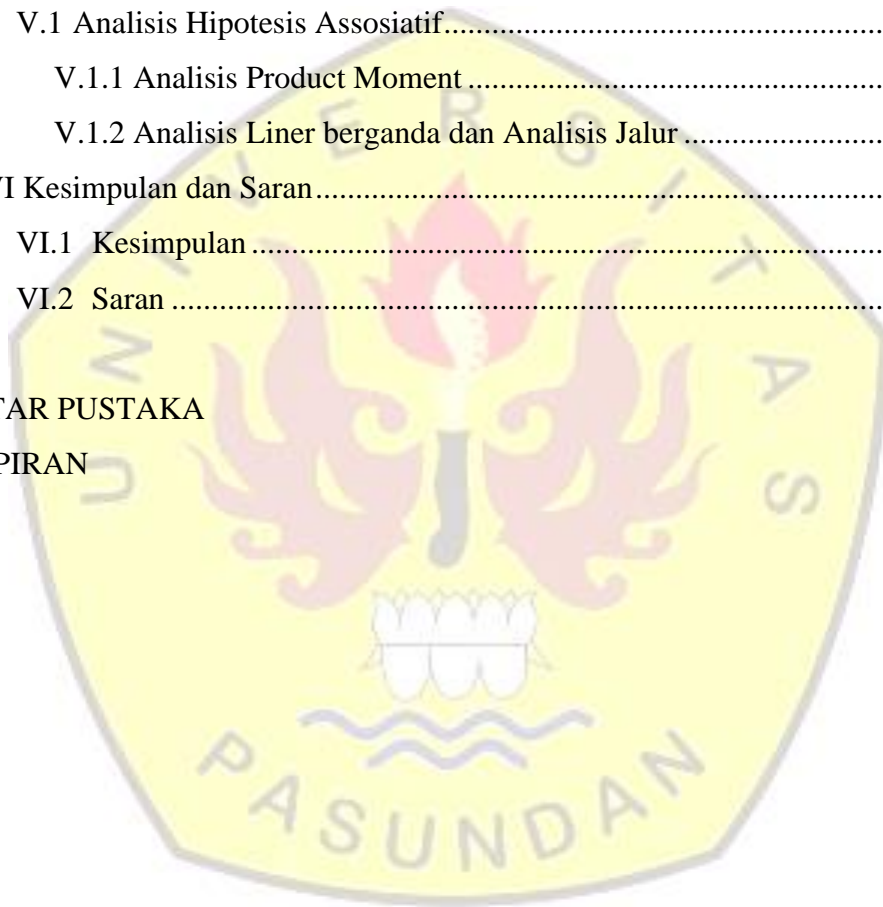 V.1 Analisis Hipotesis Assosiatif.......................................................
V.1.1 Analisis Product Moment....................................................
V.1.2 Analisis Liner berganda dan Analisis Jalur.........................
VI Kesimpulan dan Saran.......................................................................
VI.1 Kesimpulan...............................................................................
VI.2 Saran.........................................................................................
TAR PUSTAKA
PIRAN
UNIVERSITAS
PASUNDAN